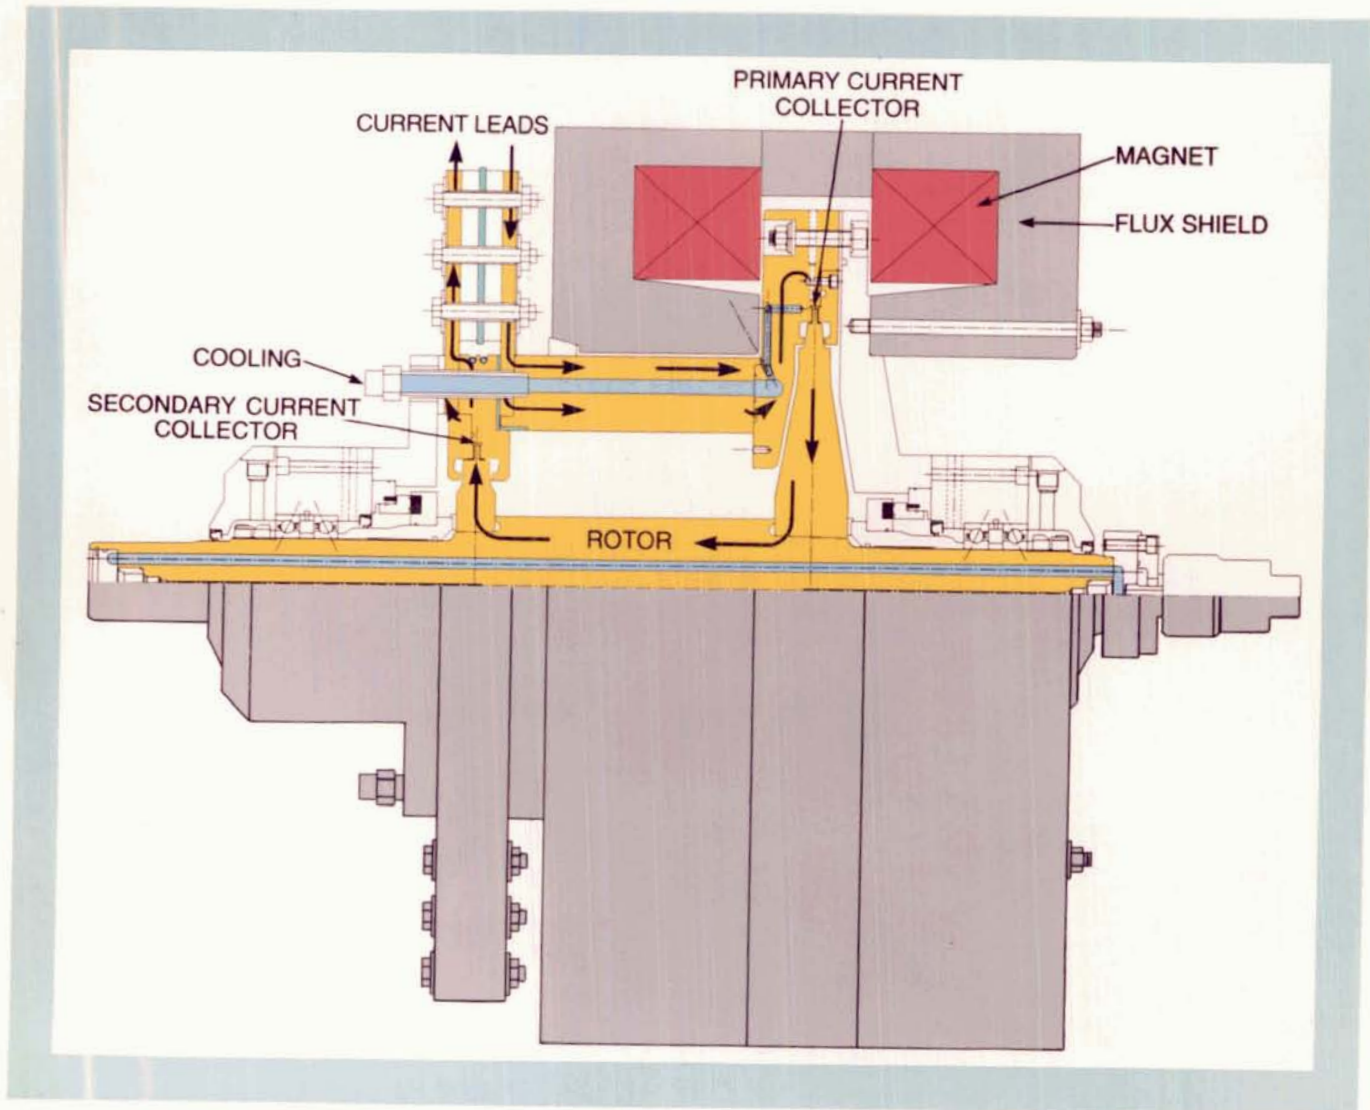 PRIMARY CURRENT
COLLECTOR
CURRENT LEADS
MAGNET
FLUX SHIELD
COOLING
SECONDARY CURRENT
COLLECTOR
ROTOR